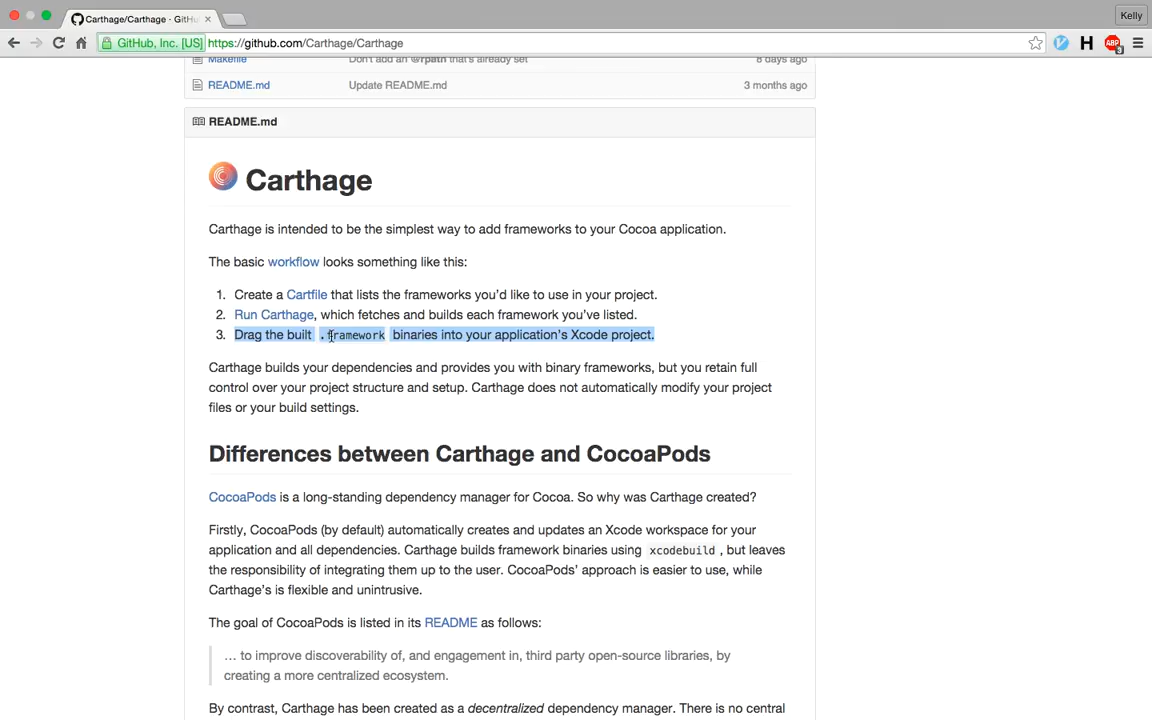 Carthage/Carthage · GitHu
Kelly
GitHub, Inc. [US] https://github.com/Carthage/Carthage
H ABP 3
Makefile Don't add an @rpath that's already set 8 days ago
README.md Update README.md 3 months ago
README.md
Carthage
Carthage is intended to be the simplest way to add frameworks to your Cocoa application.
The basic workflow looks something like this:
1. Create a Cartfile that lists the frameworks you'd like to use in your project.
2. Run Carthage, which fetches and builds each framework you've listed.
3. Drag the built .framework binaries into your application's Xcode project.
Carthage builds your dependencies and provides you with binary frameworks, but you retain full
control over your project structure and setup. Carthage does not automatically modify your project
files or your build settings.
Differences between Carthage and CocoaPods
CocoaPods is a long-standing dependency manager for Cocoa. So why was Carthage created?
Firstly, CocoaPods (by default) automatically creates and updates an Xcode workspace for your
application and all dependencies. Carthage builds framework binaries using xcodebuild, but leaves
the responsibility of integrating them up to the user. CocoaPods' approach is easier to use, while
Carthage's is flexible and unintrusive.
The goal of CocoaPods is listed in its README as follows:
… to improve discoverability of, and engagement in, third party open-source libraries, by
creating a more centralized ecosystem.
By contrast, Carthage has been created as a decentralized dependency manager. There is no central